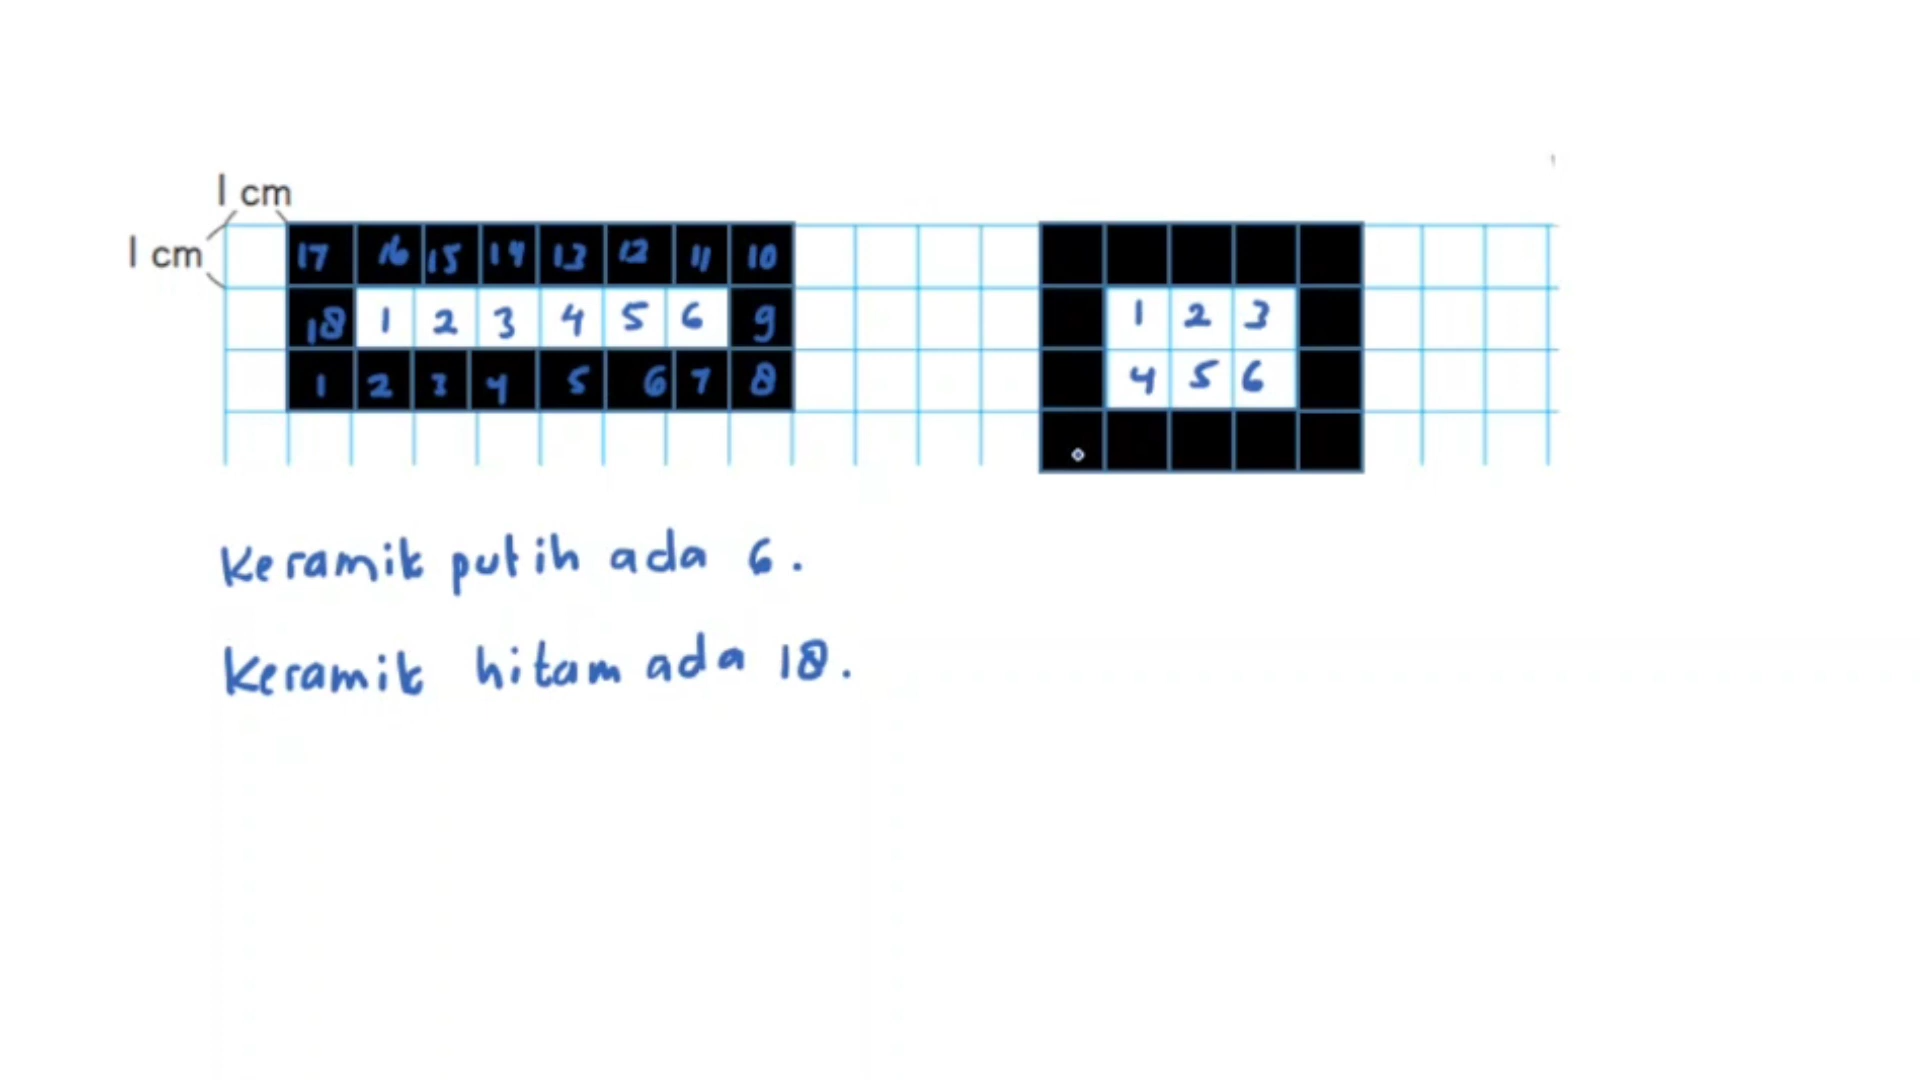 1 cm
1 cm
17 16 15 14 13 12 11 10
18 1 2 3 4 5 6 9
1 2 3 4 5 6 7 8
1 2 3
4 5 6
Keramik putih ada 6.
Keramik hitam ada 18.